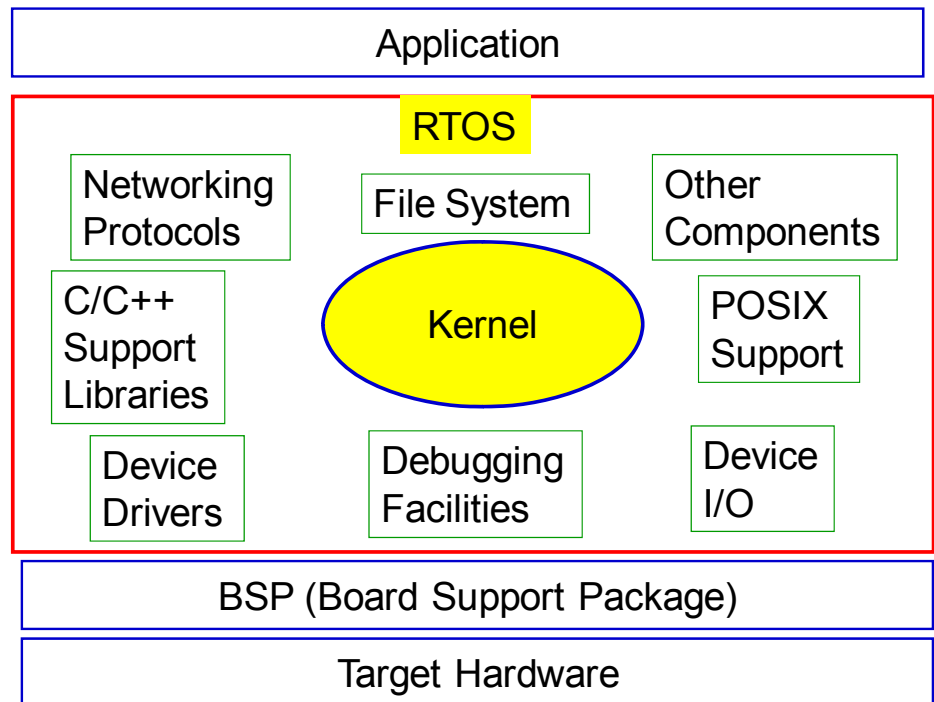 Application
RTOS
Networking
Protocols
File System
Other
Components
C/C++
Support
Libraries
Kernel
POSIX
Support
Device
Drivers
Debugging
Facilities
Device
I/O
BSP (Board Support Package)
Target Hardware